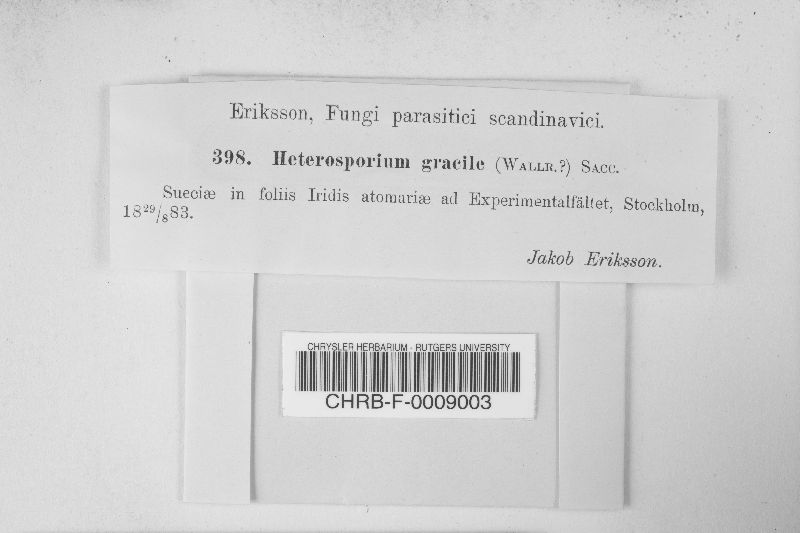 Eriksson, Fungi parasitici scandinavici.
398. Heterosporium gracile (WALLR.?) SACC.
Sueciæ in foliis Iridis atomariæ ad Experimentalfältet, Stockholm,
18²⁹/₈83.
Jakob Eriksson.
CHRYSLER HERBARIUM - RUTGERS UNIVERSITY
CHRB-F-0009003